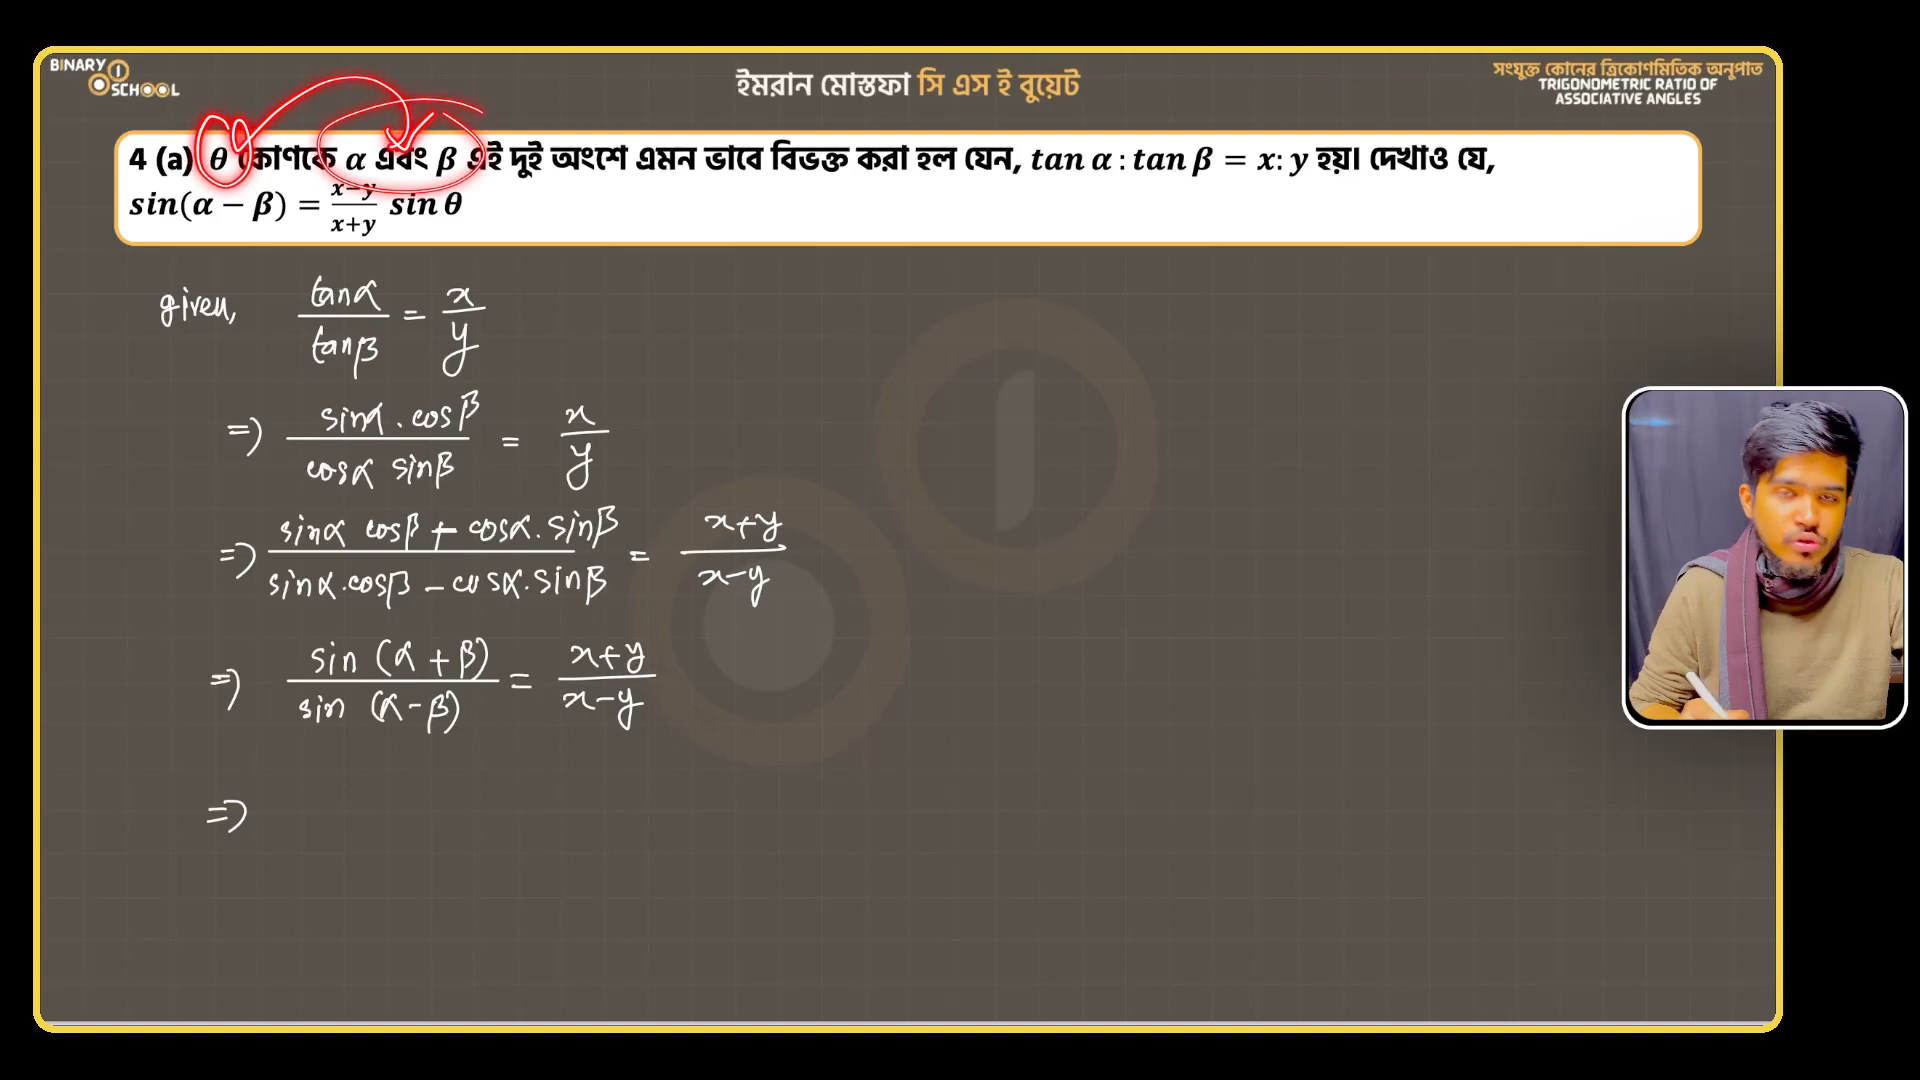 BINARY SCHOOL
ইমরান মোস্তফা সি এস ই বুয়েট
সংযুক্ত কোনের ত্রিকোণমিতিক অনুপাত
TRIGONOMETRIC RATIO OF
ASSOCIATIVE ANGLES
4 (a) θ কোণকে α এবং β এই দুই অংশে এমন ভাবে বিভক্ত করা হল যেন, tan α : tan β = x: y হয়। দেখাও যে,
sin(α − β) = (x−y)/(x+y) sin θ
given, tanα/tanβ = x/y
=> sinα . cosβ / cosα sinβ = x/y
=> sinα cosβ + cosα . sinβ / sinα . cosβ − cosα . sinβ = x+y / x−y
=> sin (α + β) / sin (α − β) = x+y / x−y
=>